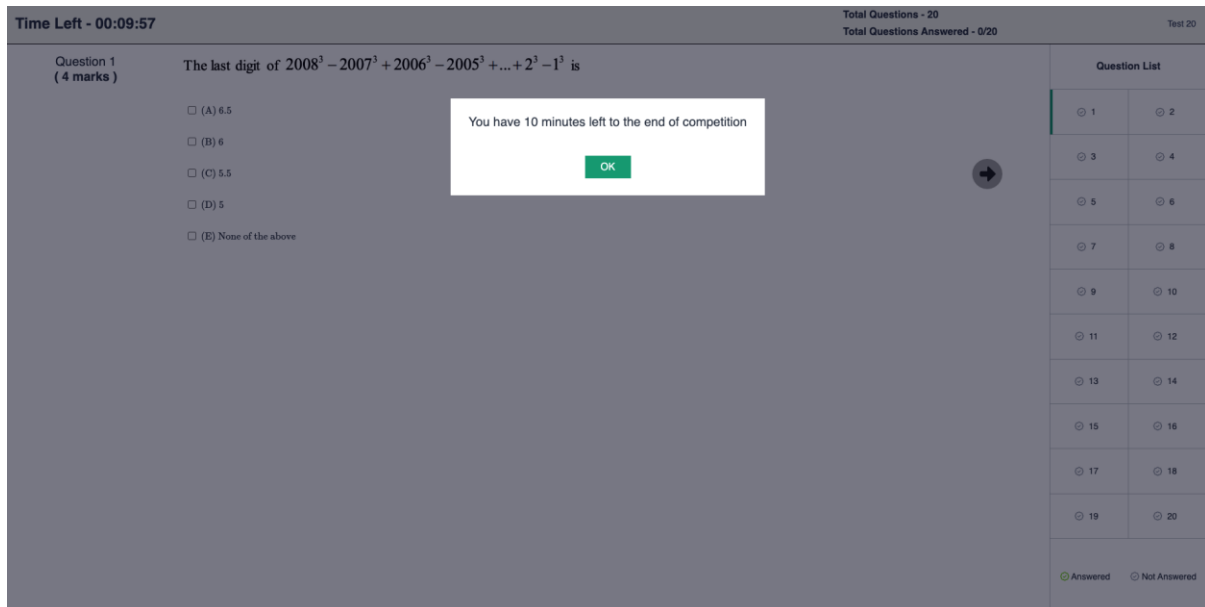 Time Left - 00:09:57
Total Questions - 20
Total Questions Answered - 0/20
Test 20
Question 1
( 4 marks )
The last digit of 2008³ – 2007³ + 2006³ – 2005³ + ... + 2³ – 1³ is
(A) 6.5
(B) 6
(C) 5.5
(D) 5
(E) None of the above
You have 10 minutes left to the end of competition
OK
Question List
1 2
3 4
5 6
7 8
9 10
11 12
13 14
15 16
17 18
19 20
Answered Not Answered